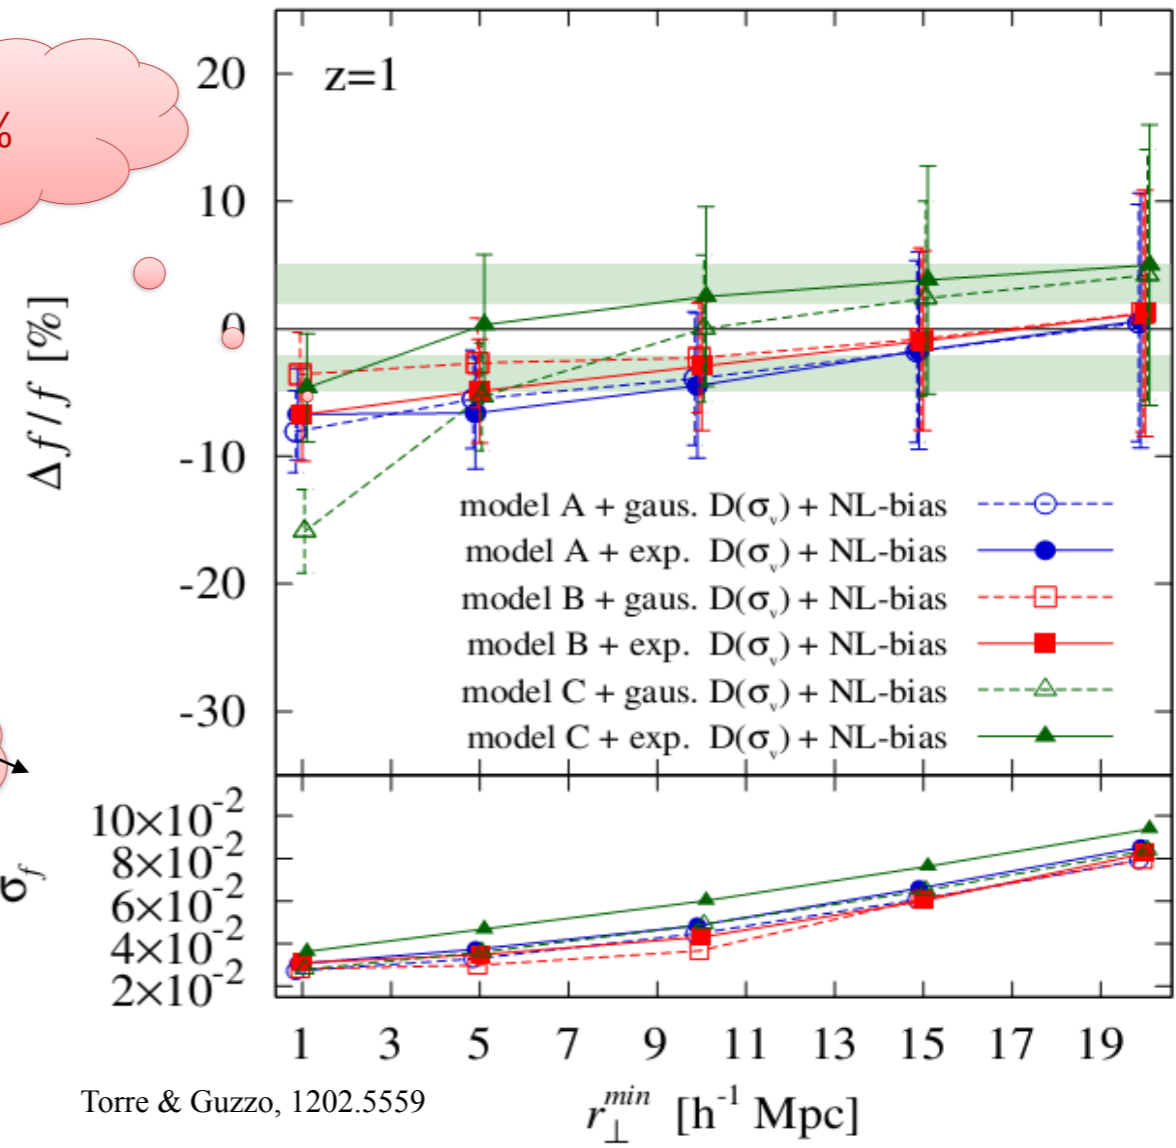 %
z=1
20
10
0
-10
-20
-30
Δf/f [%]
model A + gaus. D(σᵥ) + NL-bias
model A + exp. D(σᵥ) + NL-bias
model B + gaus. D(σᵥ) + NL-bias
model B + exp. D(σᵥ) + NL-bias
model C + gaus. D(σᵥ) + NL-bias
model C + exp. D(σᵥ) + NL-bias
10×10⁻²
8×10⁻²
6×10⁻²
4×10⁻²
2×10⁻²
σ_f
1 3 5 7 9 11 13 15 17 19
Torre & Guzzo, 1202.5559
r_⊥^min [h⁻¹ Mpc]